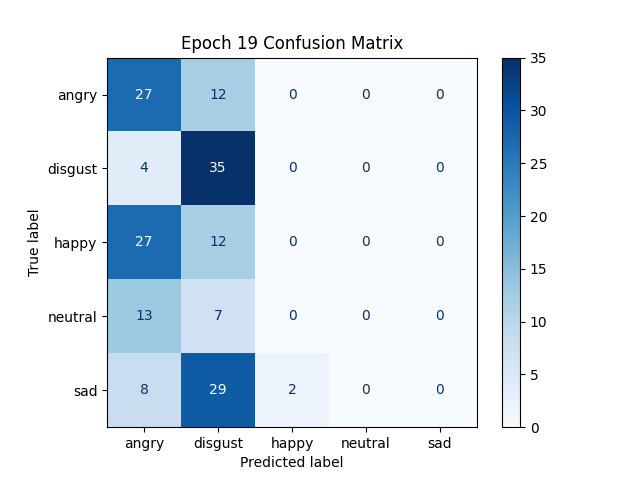 Epoch 19 Confusion Matrix
True label
angry 27 12 0 0 0
disgust 4 35 0 0 0
happy 27 12 0 0 0
neutral 13 7 0 0 0
sad 8 29 2 0 0
angry disgust happy neutral sad
Predicted label
35
30
25
20
15
10
5
0